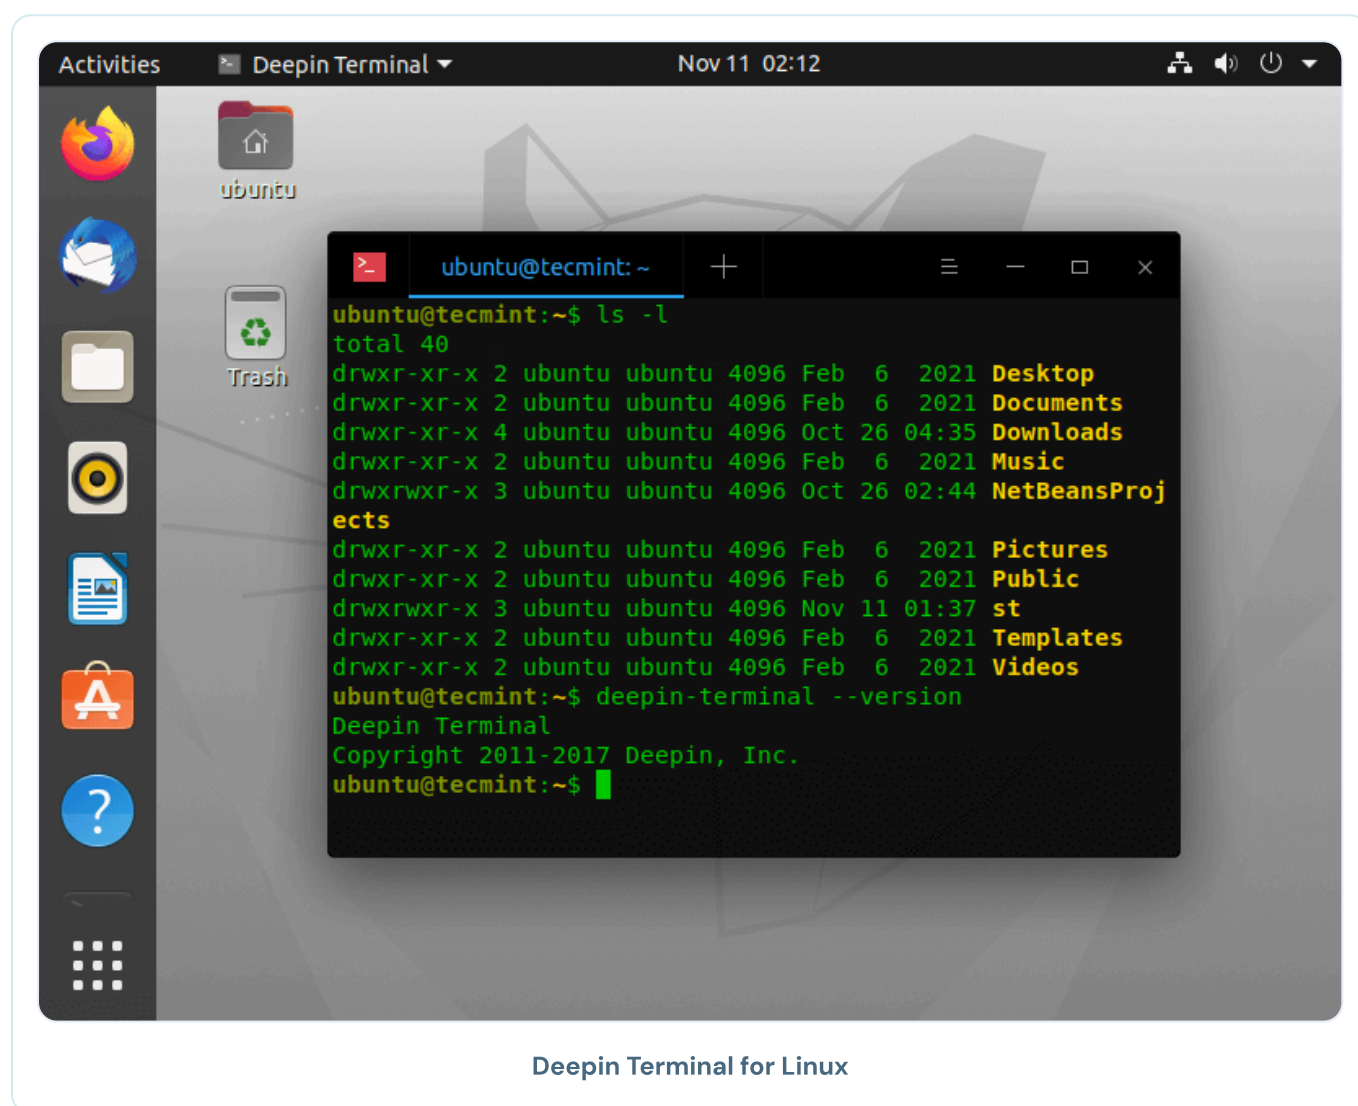 Activities
Deepin Terminal
Nov 11 02:12
ubuntu
Trash
ubuntu@tecmint: ~
ubuntu@tecmint:~$ ls -l
total 40
drwxr-xr-x 2 ubuntu ubuntu 4096 Feb  6  2021 Desktop
drwxr-xr-x 2 ubuntu ubuntu 4096 Feb  6  2021 Documents
drwxr-xr-x 4 ubuntu ubuntu 4096 Oct 26 04:35 Downloads
drwxr-xr-x 2 ubuntu ubuntu 4096 Feb  6  2021 Music
drwxrwxr-x 3 ubuntu ubuntu 4096 Oct 26 02:44 NetBeansProj
ects
drwxr-xr-x 2 ubuntu ubuntu 4096 Feb  6  2021 Pictures
drwxr-xr-x 2 ubuntu ubuntu 4096 Feb  6  2021 Public
drwxrwxr-x 3 ubuntu ubuntu 4096 Nov 11 01:37 st
drwxr-xr-x 2 ubuntu ubuntu 4096 Feb  6  2021 Templates
drwxr-xr-x 2 ubuntu ubuntu 4096 Feb  6  2021 Videos
ubuntu@tecmint:~$ deepin-terminal --version
Deepin Terminal
Copyright 2011-2017 Deepin, Inc.
ubuntu@tecmint:~$
Deepin Terminal for Linux